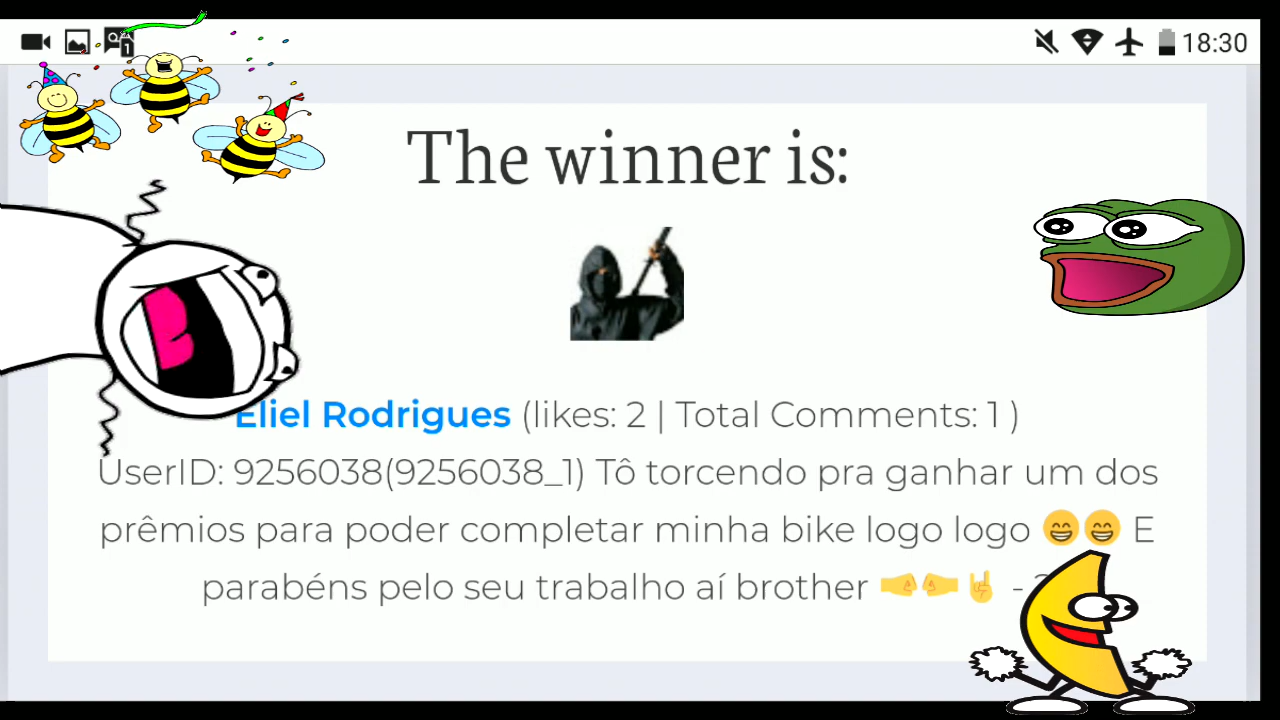 1
18:30
The winner is:
Eliel Rodrigues (likes: 2 | Total Comments: 1 )
UserID: 9256038(9256038_1) Tô torcendo pra ganhar um dos
prêmios para poder completar minha bike logo logo 😁😁 E
parabéns pelo seu trabalho aí brother 🤜🤛🤘 -